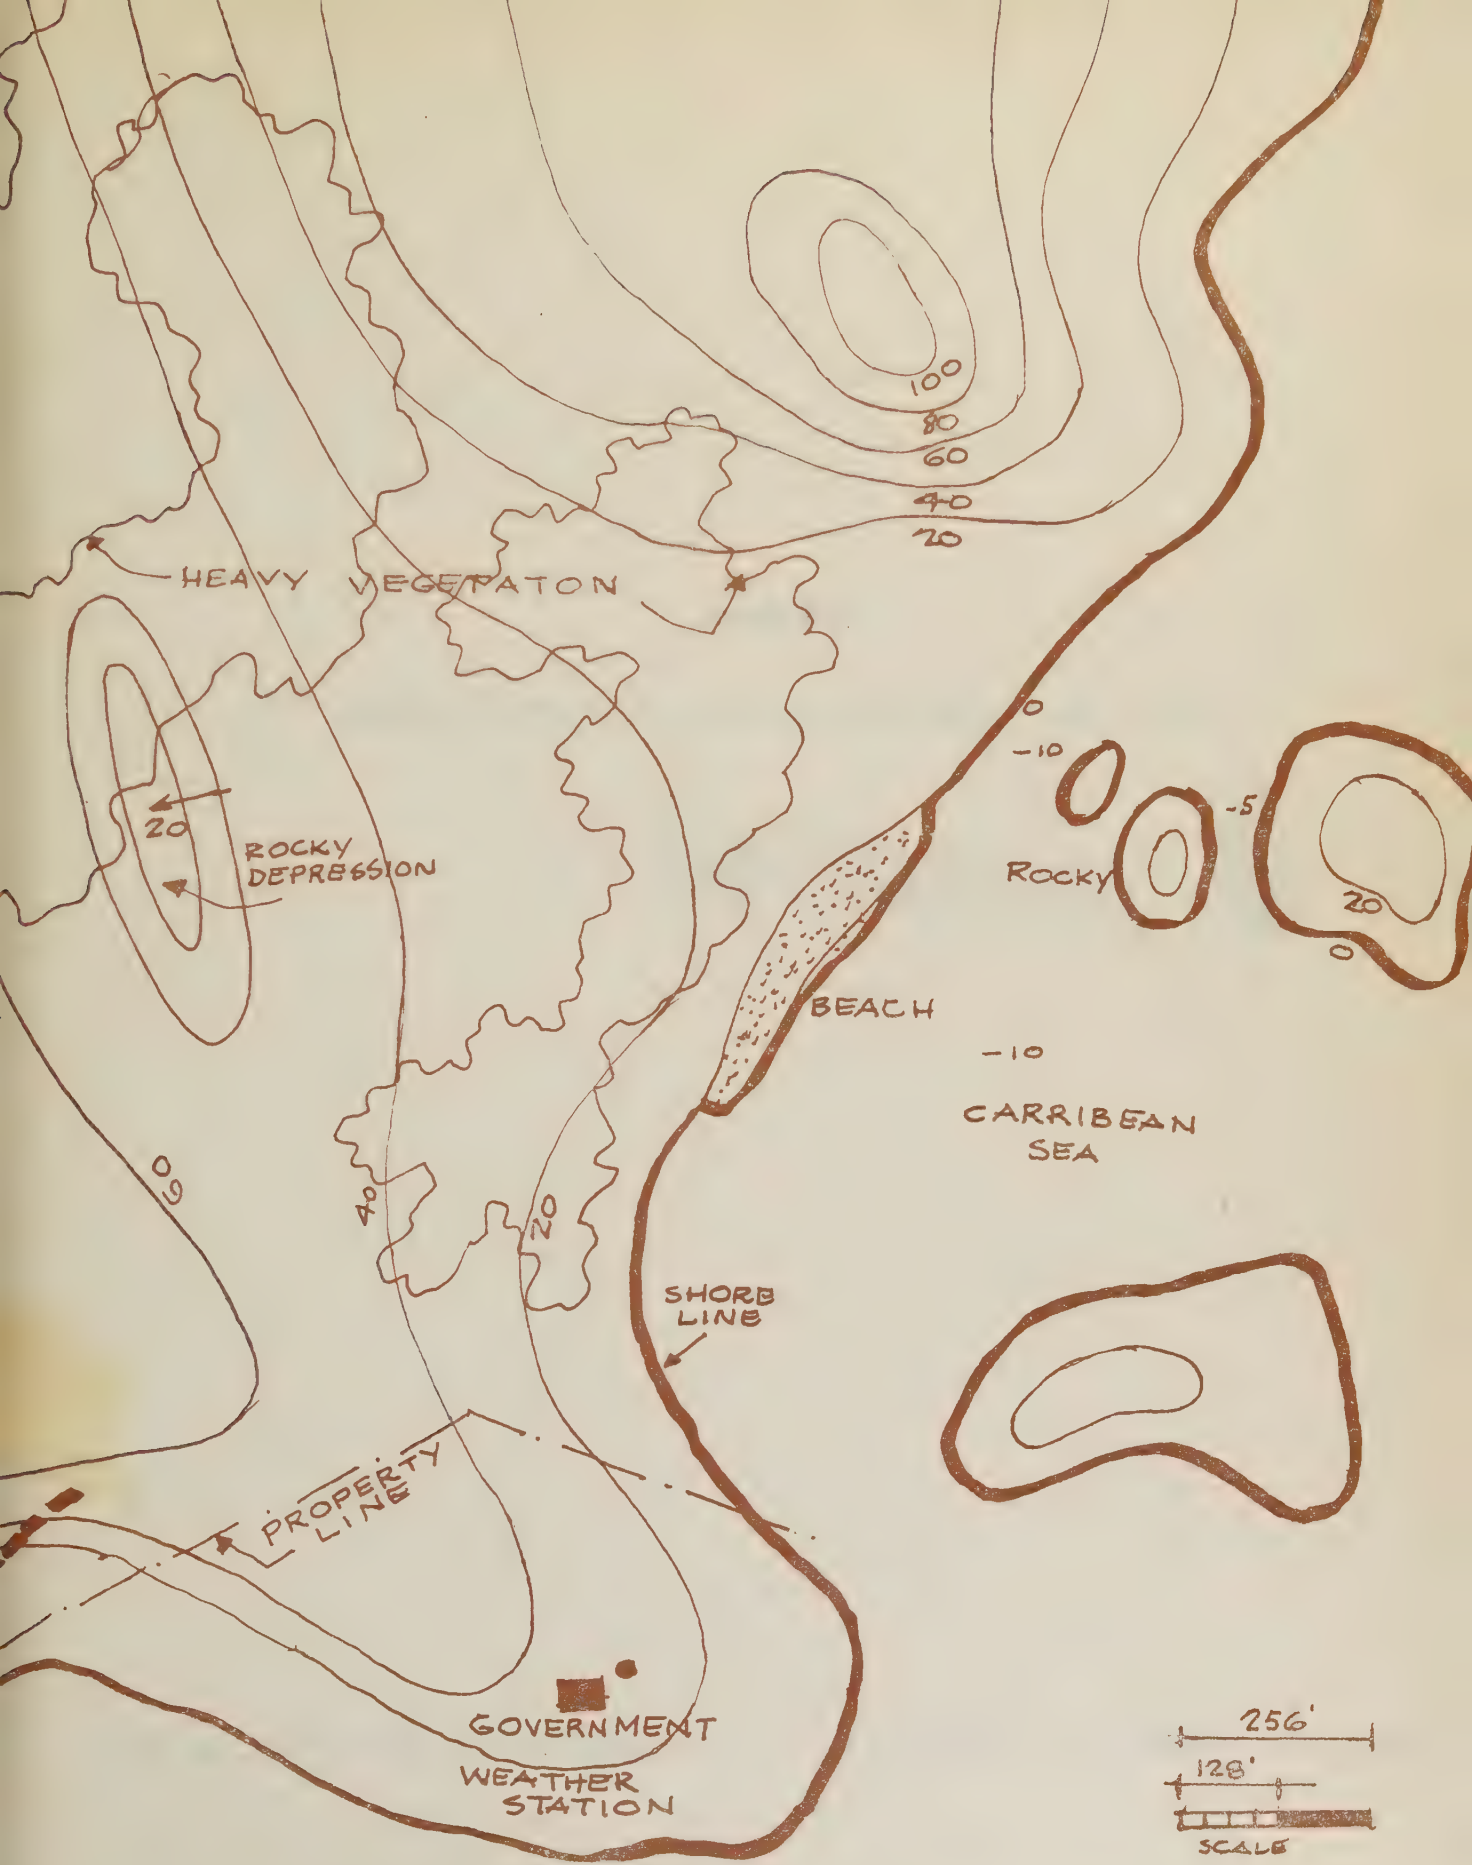 100
80
60
40
20
HEAVY VEGETATON
0
-10
-5
20
ROCKY
DEPRESSION
ROCKY
20
0
BEACH
-10
CARRIBEAN
SEA
60
40
20
SHORE
LINE
PROPERTY
LINE
GOVERNMENT
WEATHER
STATION
256'
128'
SCALE